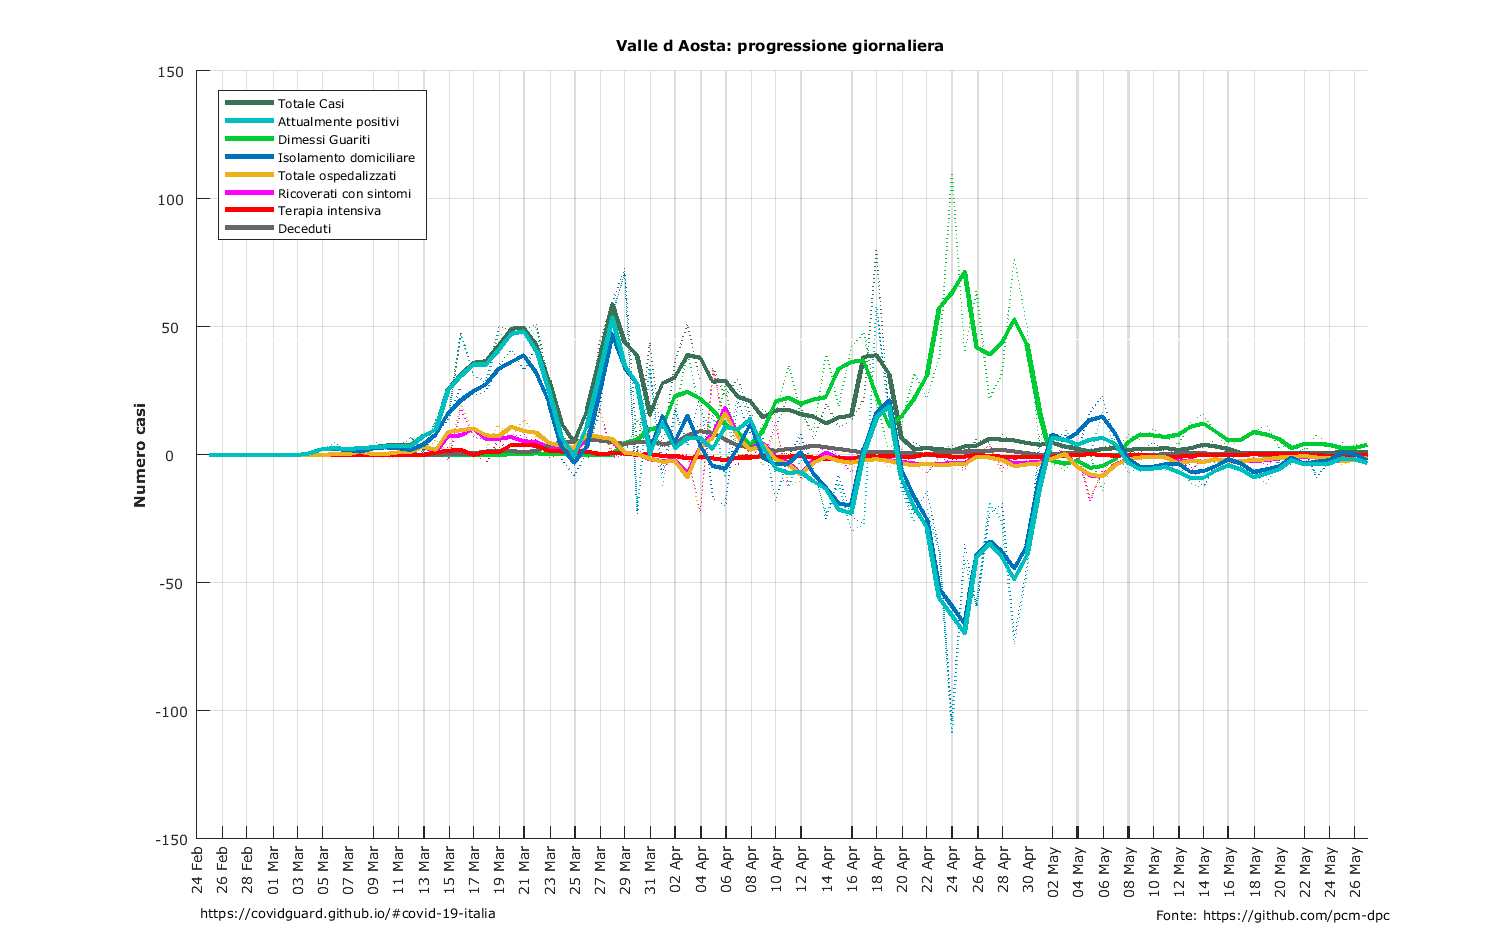 Valle d Aosta: progressione giornaliera
150
100
50
0
-50
-100
-150
Numero casi
Totale Casi
Attualmente positivi
Dimessi Guariti
Isolamento domiciliare
Totale ospedalizzati
Ricoverati con sintomi
Terapia intensiva
Deceduti
24 Feb
26 Feb
28 Feb
01 Mar
03 Mar
05 Mar
07 Mar
09 Mar
11 Mar
13 Mar
15 Mar
17 Mar
19 Mar
21 Mar
23 Mar
25 Mar
27 Mar
29 Mar
31 Mar
02 Apr
04 Apr
06 Apr
08 Apr
10 Apr
12 Apr
14 Apr
16 Apr
18 Apr
20 Apr
22 Apr
24 Apr
26 Apr
28 Apr
30 Apr
02 May
04 May
06 May
08 May
10 May
12 May
14 May
16 May
18 May
20 May
22 May
24 May
26 May
https://covidguard.github.io/#covid-19-italia
Fonte: https://github.com/pcm-dpc